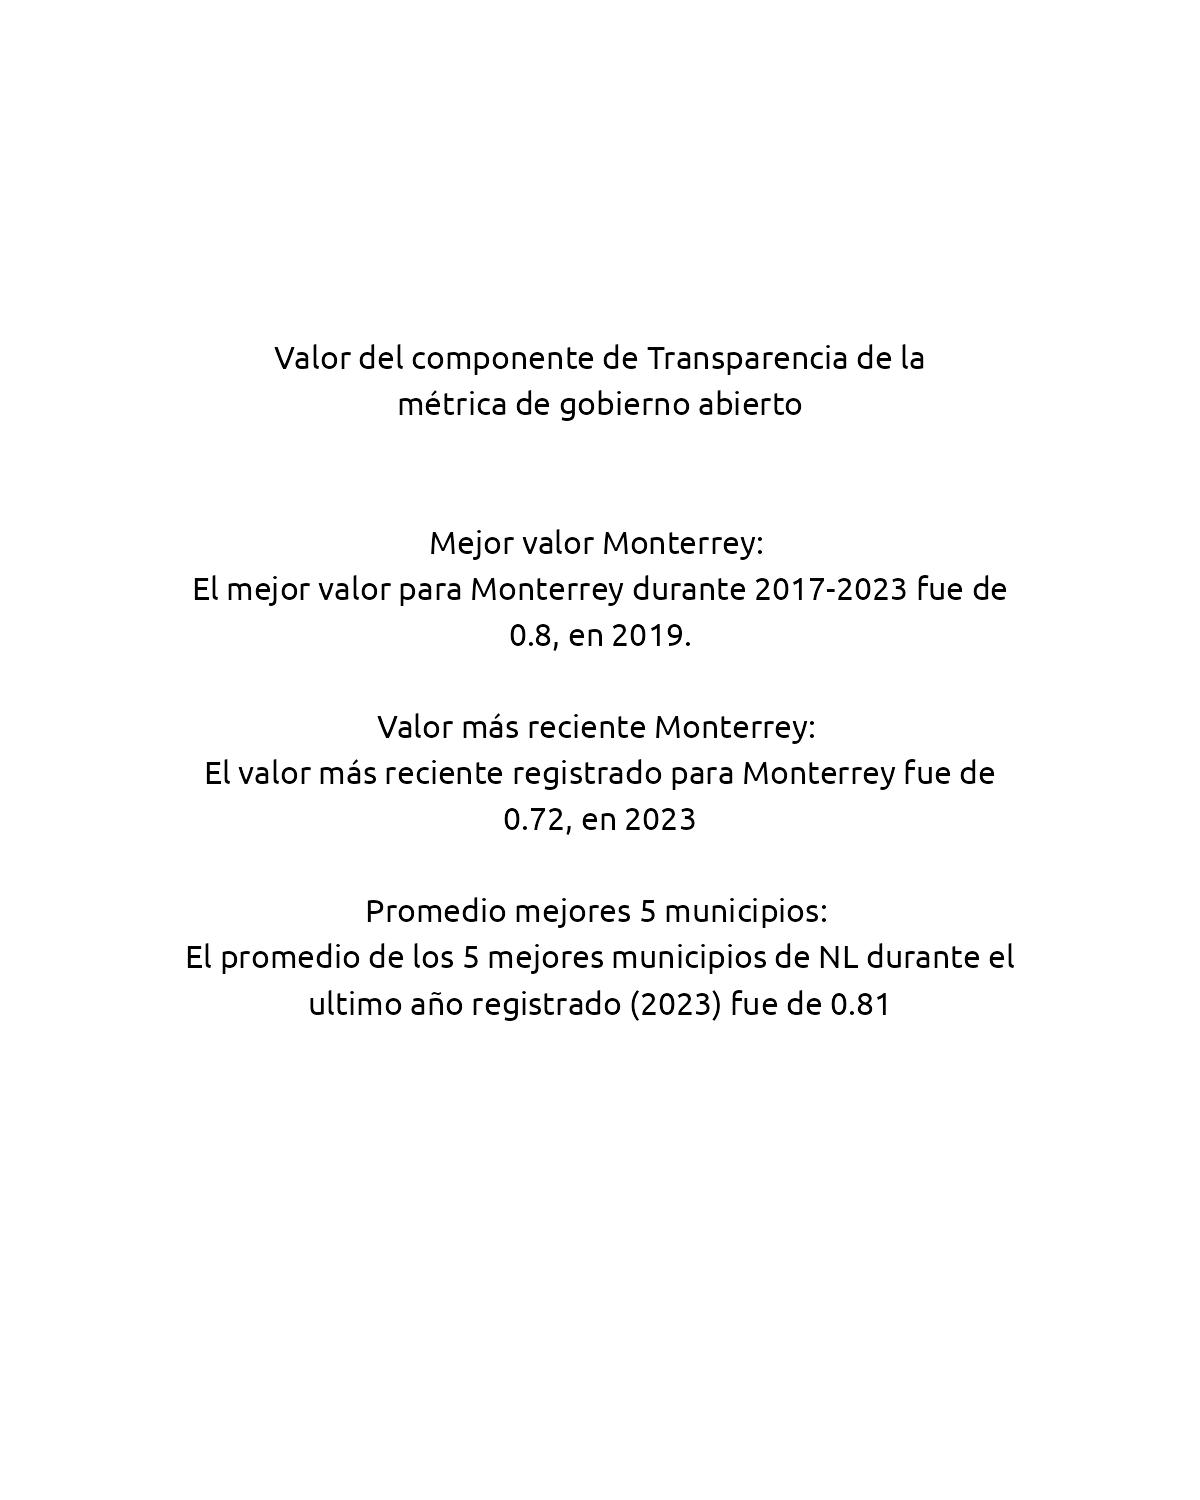 Valor del componente de Transparencia de la
métrica de gobierno abierto
Mejor valor Monterrey:
El mejor valor para Monterrey durante 2017-2023 fue de
0.8, en 2019.
Valor más reciente Monterrey:
El valor más reciente registrado para Monterrey fue de
0.72, en 2023
Promedio mejores 5 municipios:
El promedio de los 5 mejores municipios de NL durante el
ultimo año registrado (2023) fue de 0.81